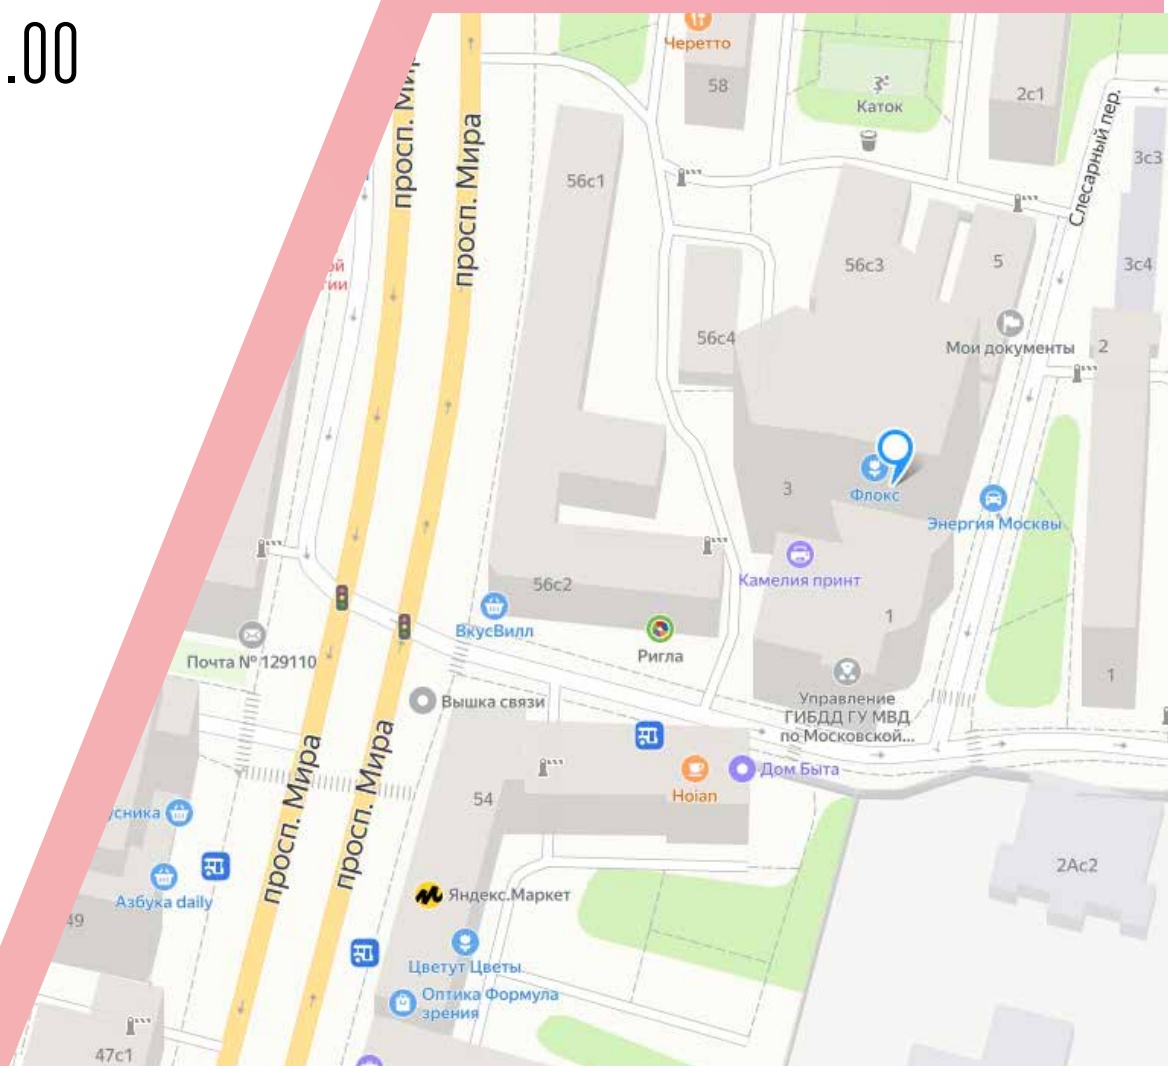 .00
Черетто
58
2с1
Каток
Слесарный пер.
3с3
просп. Мира
просп. Мира
56с1
56с3
5
3с4
ой
гии
56с4
Мои документы
2
3
Флокс
Энергия Москвы
Камелия принт
56с2
ВкусВилл
1
Ригла
Почта № 129110
1
Вышка связи
Управление
ГИБДД ГУ МВД
по Московской...
Дом Быта
Hoian
54
просп. Мира
просп. Мира
усника
2Ас2
Азбука daily
Яндекс.Маркет
49
Цветут Цветы
Оптика Формула
зрения
47с1